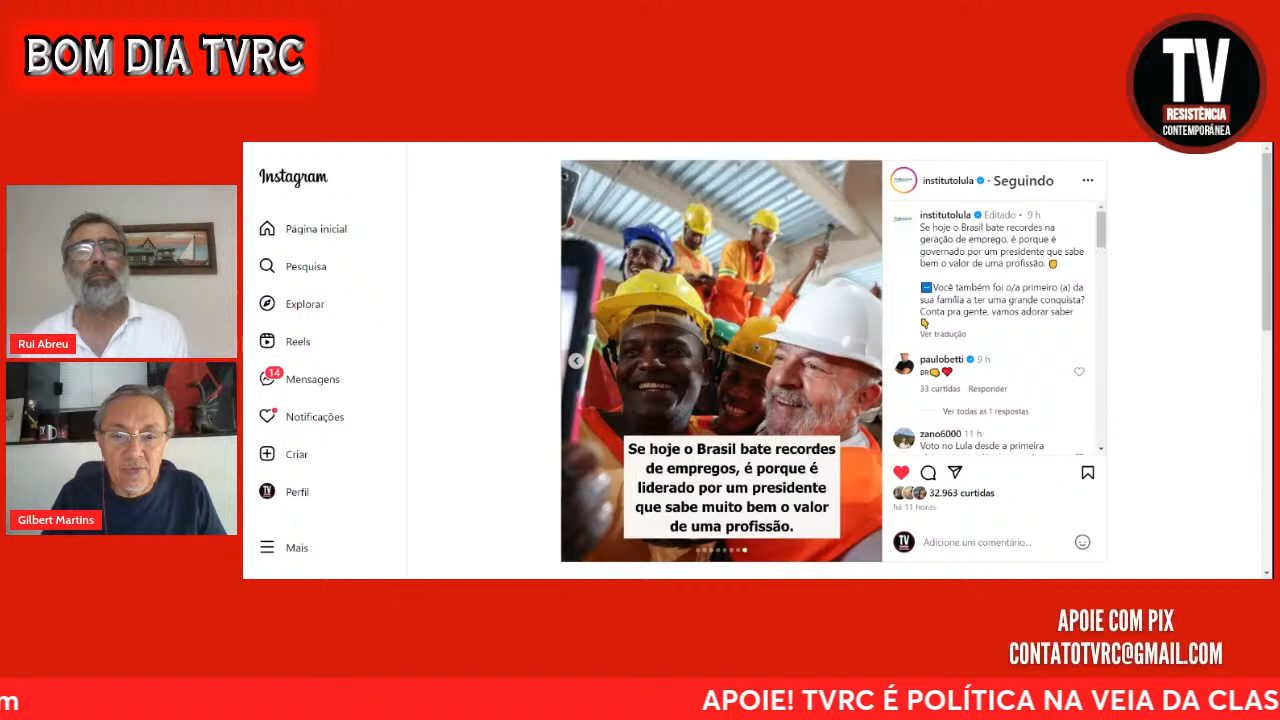 BOM DIA TVRC
TV
RESISTÊNCIA
CONTEMPORÂNEA
Rui Abreu
Gilbert Martins
Instagram
Página inicial
Pesquisa
Explorar
Reels
14
Mensagens
Notificações
Criar
Perfil
Mais
Se hoje o Brasil bate recordes
de empregos, é porque é
liderado por um presidente
que sabe muito bem o valor
de uma profissão.
institutolula • Seguindo
institutolula Editado • 9 h
Se hoje o Brasil bate recordes na
geração de emprego, é porque é
governado por um presidente que sabe
bem o valor de uma profissão.
Você também foi o/a primeiro (a) da
sua família a ter uma grande conquista?
Conta pra gente, vamos adorar saber
Ver tradução
paulobetti 9 h
BR
33 curtidas Responder
Ver todas as 1 respostas
zano6000 11 h
Voto no Lula desde a primeira
32.963 curtidas
há 11 horas
Adicione um comentário...
APOIE COM PIX
CONTATOTVRC@GMAIL.COM
m
APOIE! TVRC É POLÍTICA NA VEIA DA CLAS